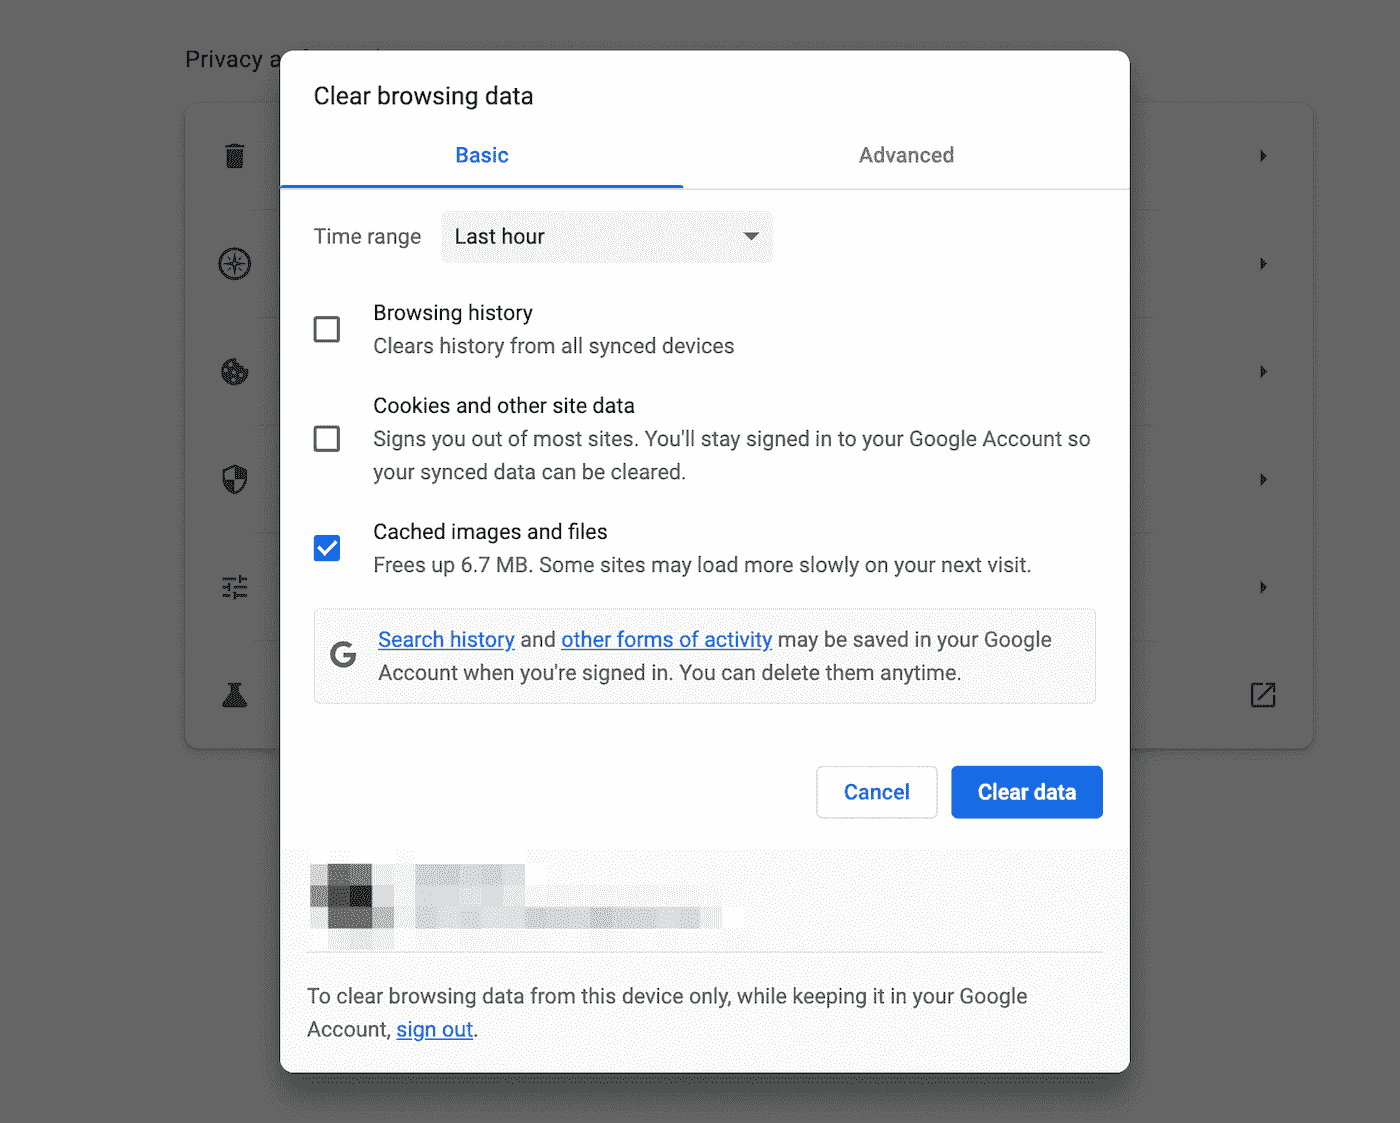 Privacy a
Clear browsing data
Basic
Advanced
Time range
Last hour
Browsing history
Clears history from all synced devices
Cookies and other site data
Signs you out of most sites. You'll stay signed in to your Google Account so
your synced data can be cleared.
Cached images and files
Frees up 6.7 MB. Some sites may load more slowly on your next visit.
Search history and other forms of activity may be saved in your Google
Account when you're signed in. You can delete them anytime.
Cancel
Clear data
To clear browsing data from this device only, while keeping it in your Google
Account, sign out.